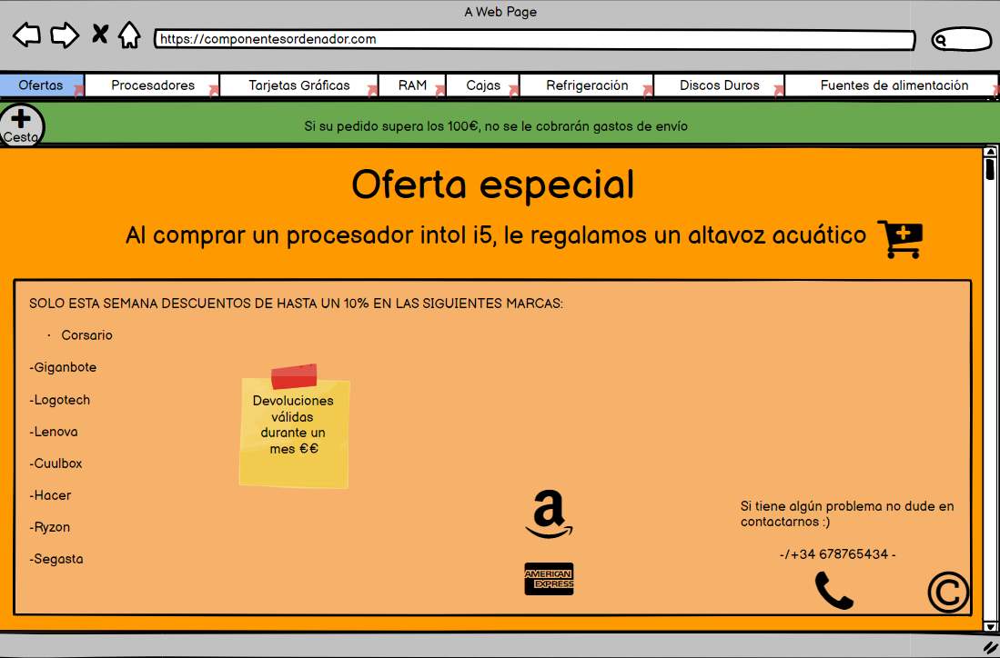 A Web Page
https://componentesordenador.com
Ofertas
Procesadores
Tarjetas Gráficas
RAM
Cajas
Refrigeración
Discos Duros
Fuentes de alimentación
Cesta
Si su pedido supera los 100€, no se le cobrarán gastos de envío
Oferta especial
Al comprar un procesador intol i5, le regalamos un altavoz acuático
SOLO ESTA SEMANA DESCUENTOS DE HASTA UN 10% EN LAS SIGUIENTES MARCAS:
· Corsario
-Giganbote
-Logotech
-Lenova
-Cuulbox
-Hacer
-Ryzon
-Segasta
Devoluciones
válidas
durante un
mes €€
a
AMERICAN
EXPRESS
Si tiene algún problema no dude en
contactarnos :)
-/+34 678765434 -
©